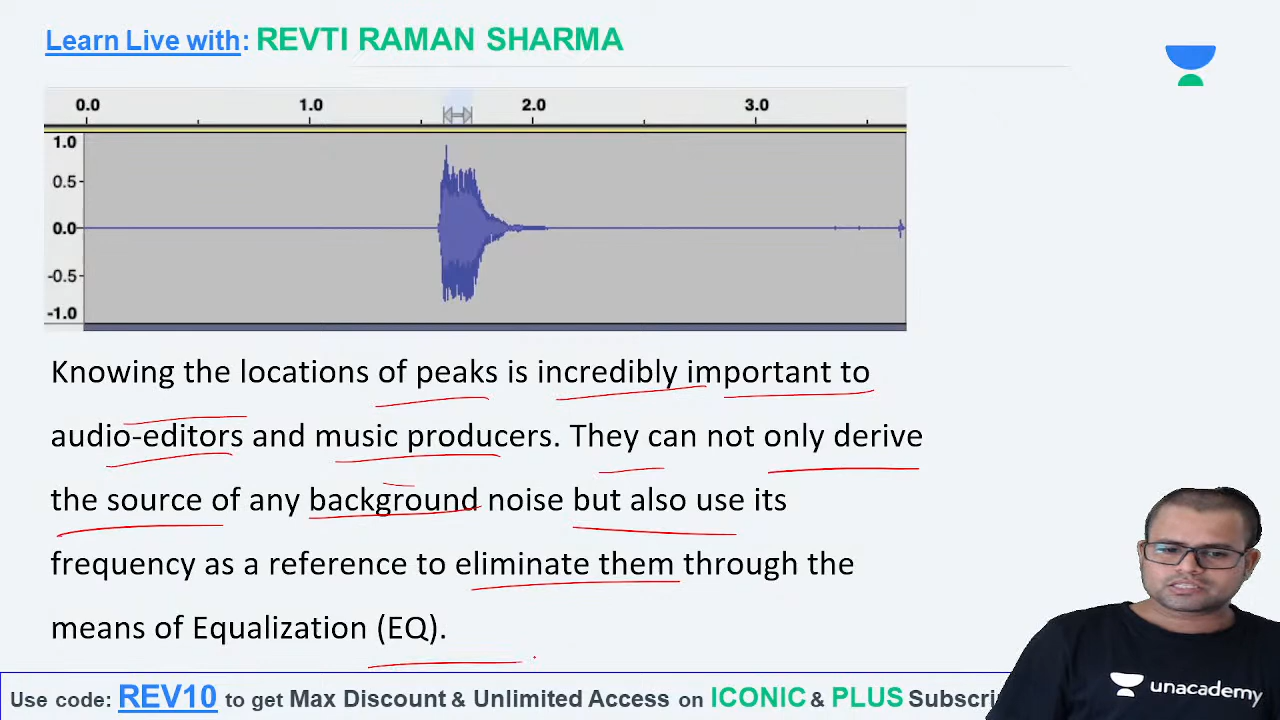 Learn Live with: REVTI RAMAN SHARMA
0.0 1.0 2.0 3.0
1.0
0.5
0.0
-0.5
-1.0
Knowing the locations of peaks is incredibly important to
audio-editors and music producers. They can not only derive
the source of any background noise but also use its
frequency as a reference to eliminate them through the
means of Equalization (EQ).
unacademy
Use code: REV10 to get Max Discount & Unlimited Access on ICONIC & PLUS Subscri